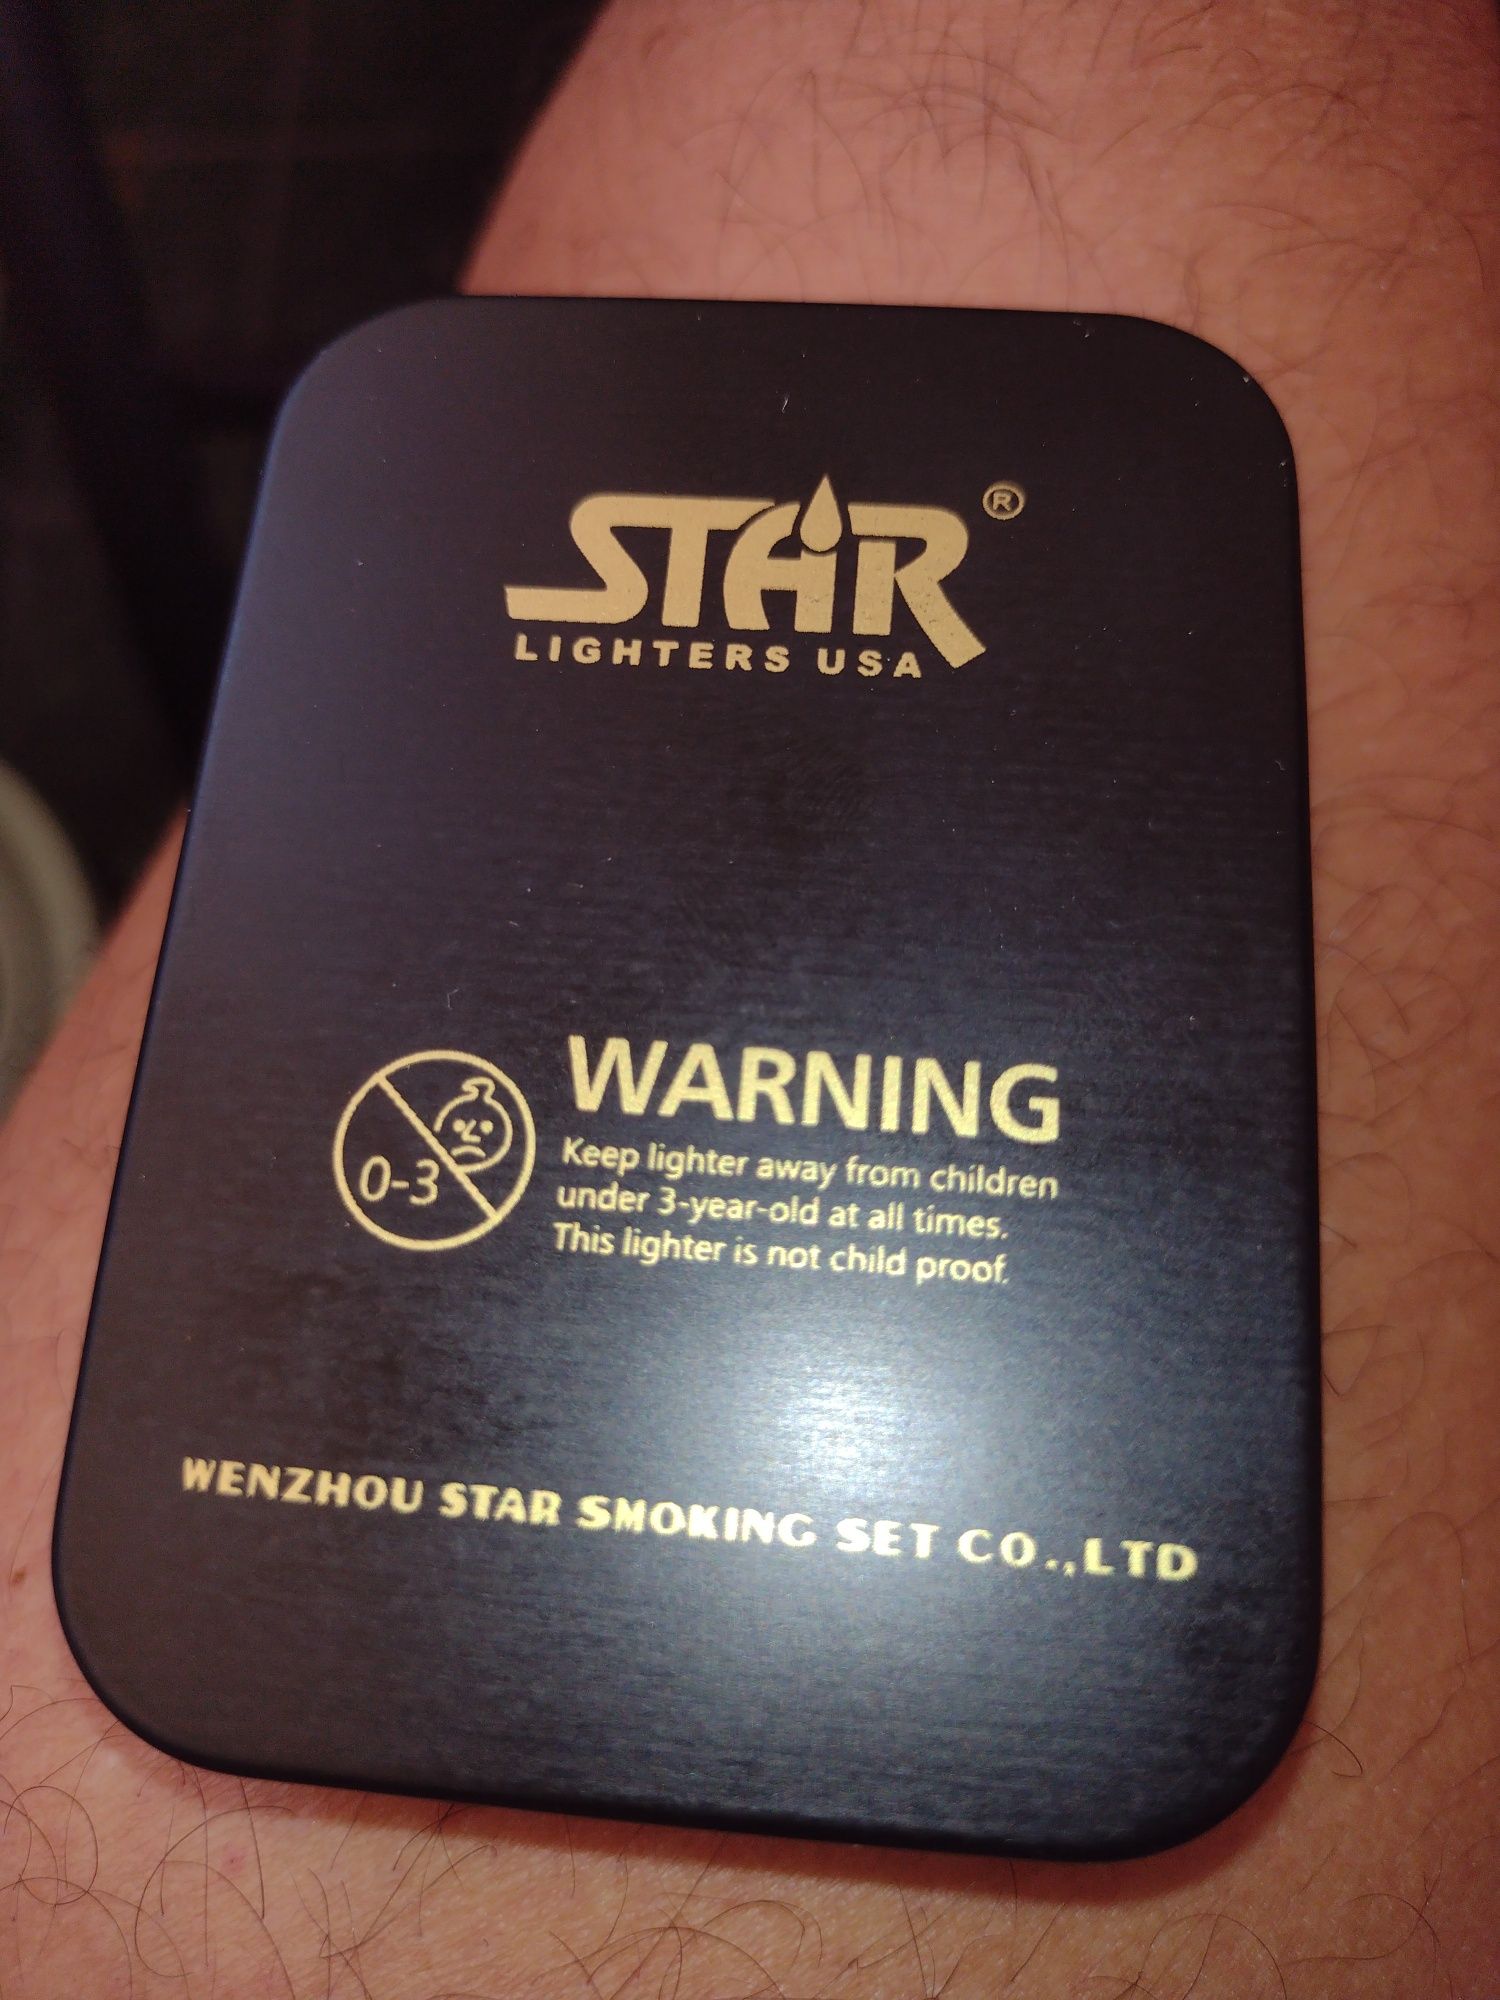 STAR ®
LIGHTERS USA
WARNING
0-3
Keep lighter away from children
under 3-year-old at all times.
This lighter is not child proof.
WENZHOU STAR SMOKING SET CO.,LTD